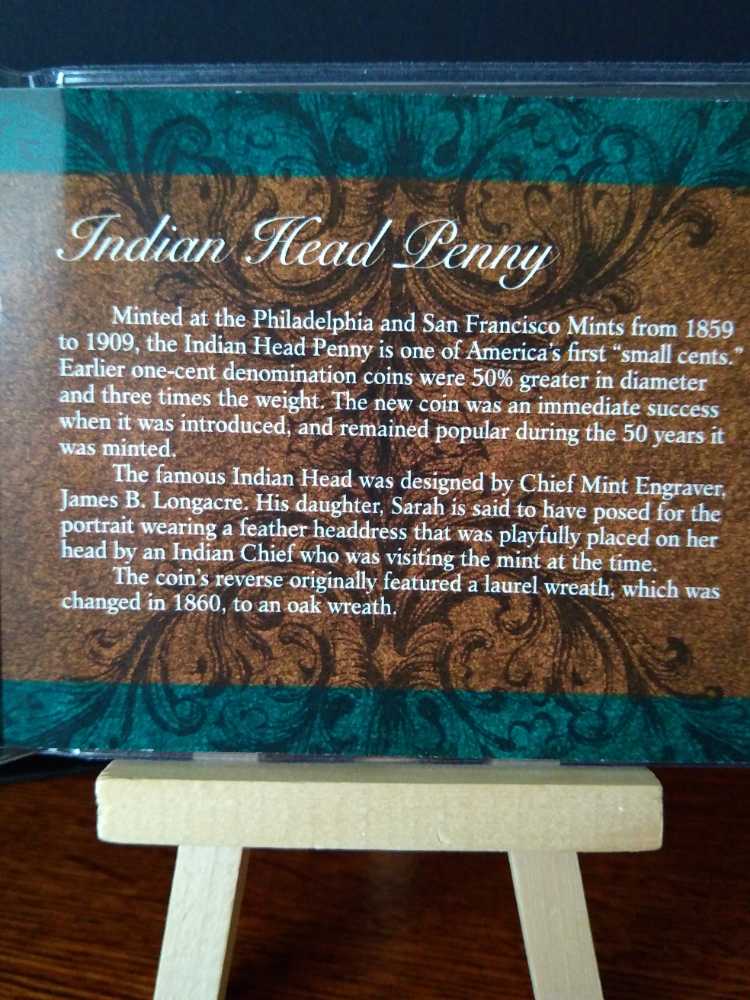 Indian Head Penny
Minted at the Philadelphia and San Francisco Mints from 1859
to 1909, the Indian Head Penny is one of America's first "small cents."
Earlier one-cent denomination coins were 50% greater in diameter
and three times the weight. The new coin was an immediate success
when it was introduced, and remained popular during the 50 years it
was minted.
The famous Indian Head was designed by Chief Mint Engraver,
James B. Longacre. His daughter, Sarah is said to have posed for the
portrait wearing a feather headdress that was playfully placed on her
head by an Indian Chief who was visiting the mint at the time.
The coin's reverse originally featured a laurel wreath, which was
changed in 1860, to an oak wreath.